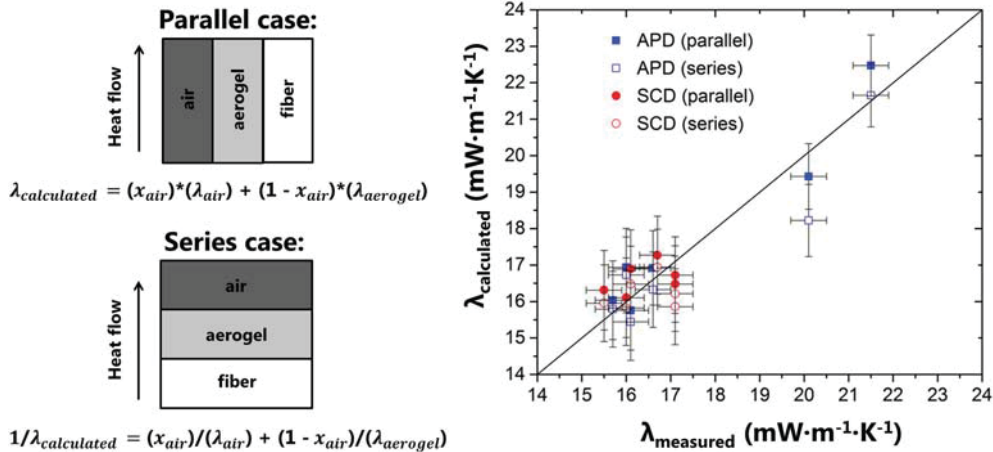 Parallel case:
Heat flow
air
aerogel
fiber
λcalculated = (xair)*(λair) + (1 - xair)*(λaerogel)
Series case:
Heat flow
air
aerogel
fiber
1/λcalculated = (xair)/(λair) + (1 - xair)/(λaerogel)
λcalculated (mW·m-1·K-1)
24
23
22
21
20
19
18
17
16
15
14
APD (parallel)
APD (series)
SCD (parallel)
SCD (series)
14 15 16 17 18 19 20 21 22 23 24
λmeasured (mW·m-1·K-1)